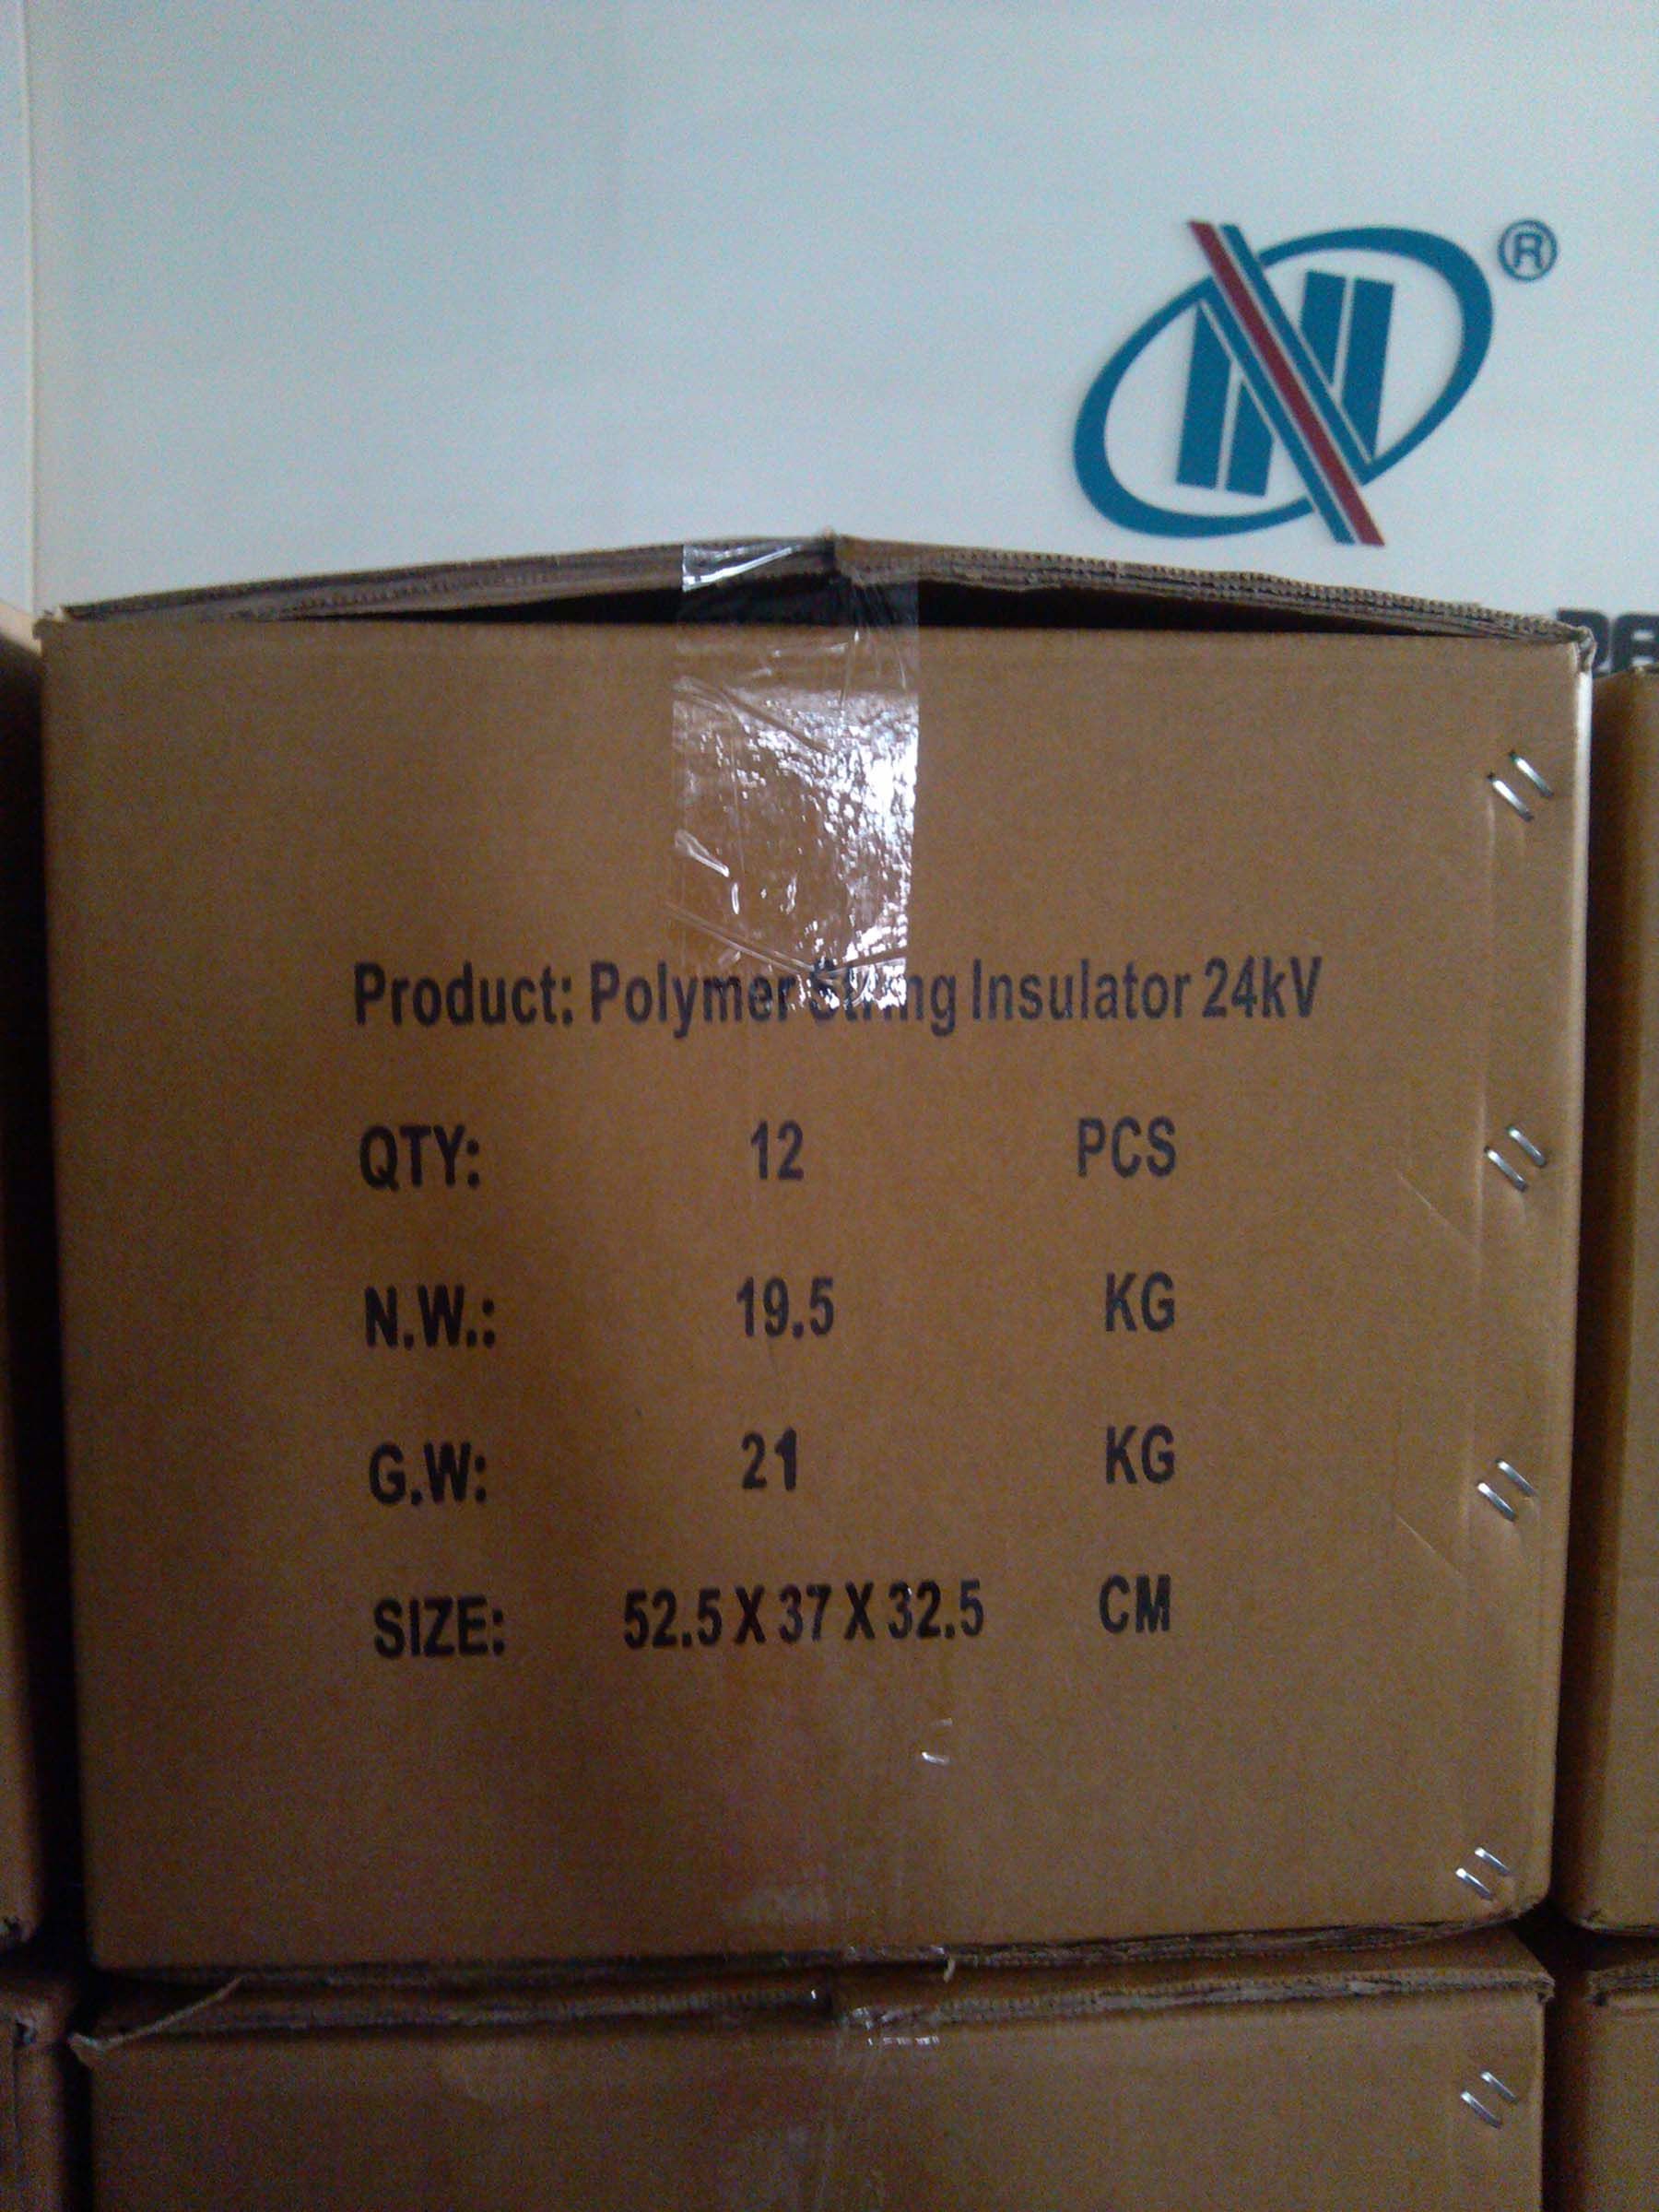 ®
Product: Polymer String Insulator 24kV
QTY: 12 PCS
N.W.: 19.5 KG
G.W: 21 KG
SIZE: 52.5 X 37 X 32.5 CM